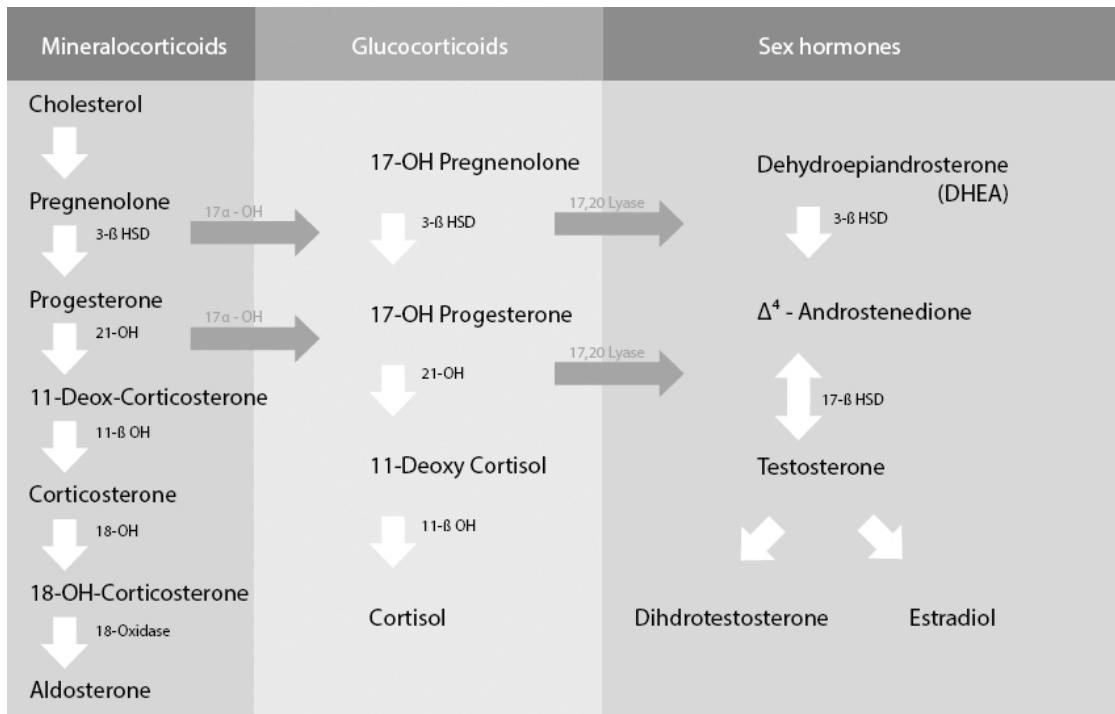 Mineralocorticoids
Glucocorticoids
Sex hormones
Cholesterol
Pregnenolone
3-ß HSD
Progesterone
21-OH
11-Deox-Corticosterone
11-ß OH
Corticosterone
18-OH
18-OH-Corticosterone
18-Oxidase
Aldosterone
17α - OH
17α - OH
17-OH Pregnenolone
3-ß HSD
17-OH Progesterone
21-OH
11-Deoxy Cortisol
11-ß OH
Cortisol
17,20 Lyase
17,20 Lyase
Dehydroepiandrosterone
(DHEA)
3-ß HSD
Δ⁴ - Androstenedione
17-ß HSD
Testosterone
Dihdrotestosterone
Estradiol